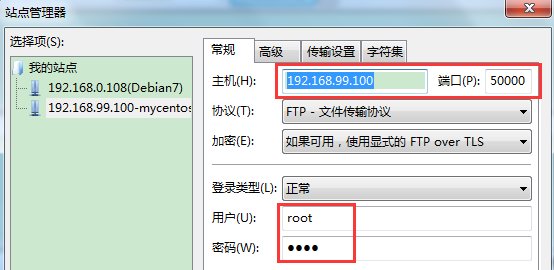 站点管理器
选择项(S):
我的站点
192.168.0.108(Debian7)
192.168.99.100-mycentos
常规 高级 传输设置 字符集
主机(H): 192.168.99.100 端口(P): 50000
协议(T): FTP - 文件传输协议
加密(E): 如果可用，使用显式的 FTP over TLS
登录类型(L): 正常
用户(U): root
密码(W): ●●●●